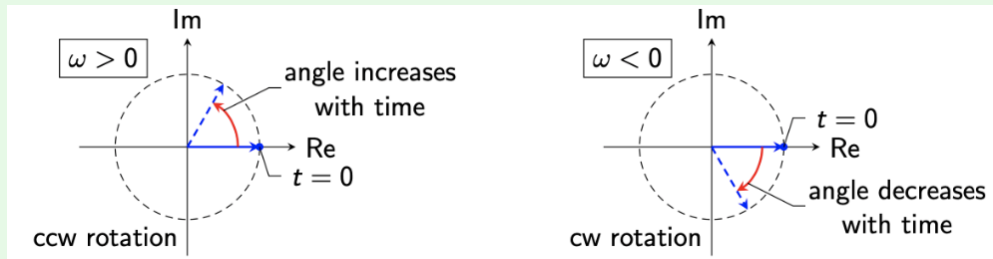 Im
ω > 0
angle increases
with time
Re
t = 0
ccw rotation
Im
ω < 0
t = 0
Re
angle decreases
with time
cw rotation